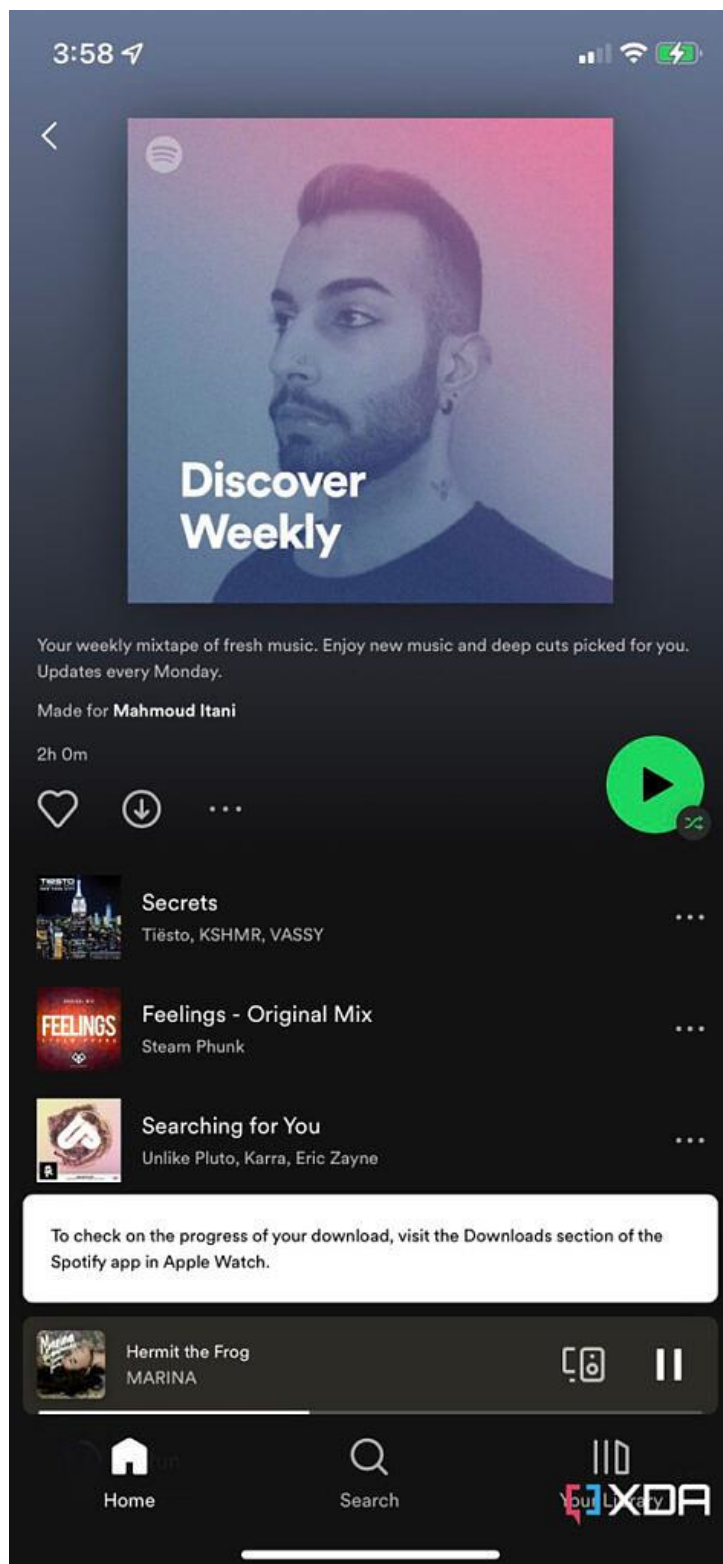 3:58
Discover
Weekly
Your weekly mixtape of fresh music. Enjoy new music and deep cuts picked for you.
Updates every Monday.
Made for Mahmoud Itani
2h 0m
TIËSTO
Secrets
Tiësto, KSHMR, VASSY
FEELINGS
Feelings - Original Mix
Steam Phunk
Searching for You
Unlike Pluto, Karra, Eric Zayne
To check on the progress of your download, visit the Downloads section of the
Spotify app in Apple Watch.
Hermit the Frog
MARINA
Home
Search
Your Library
XDA